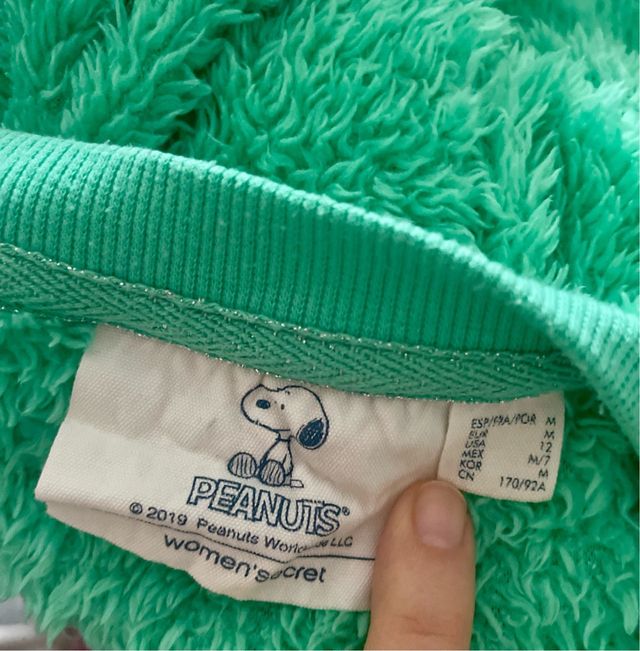 PEANUTS®
© 2019 Peanuts Worldwide LLC
women'secret
ESP/FRA/POR M
EUR M
USA 12
MEX M/7
KOR M
CN 170/92A